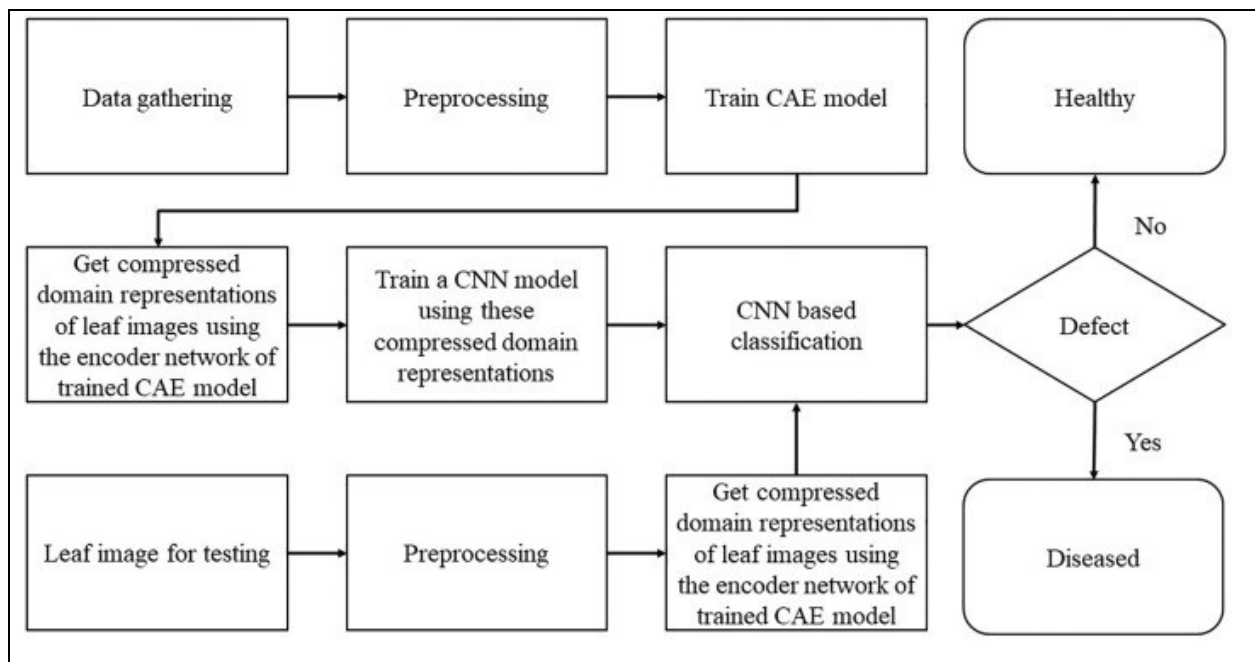 Data gathering
Preprocessing
Train CAE model
Healthy
No
Get compressed
domain representations
of leaf images using
the encoder network of
trained CAE model
Train a CNN model
using these
compressed domain
representations
CNN based
classification
Defect
Yes
Leaf image for testing
Preprocessing
Get compressed
domain representations
of leaf images using
the encoder network of
trained CAE model
Diseased